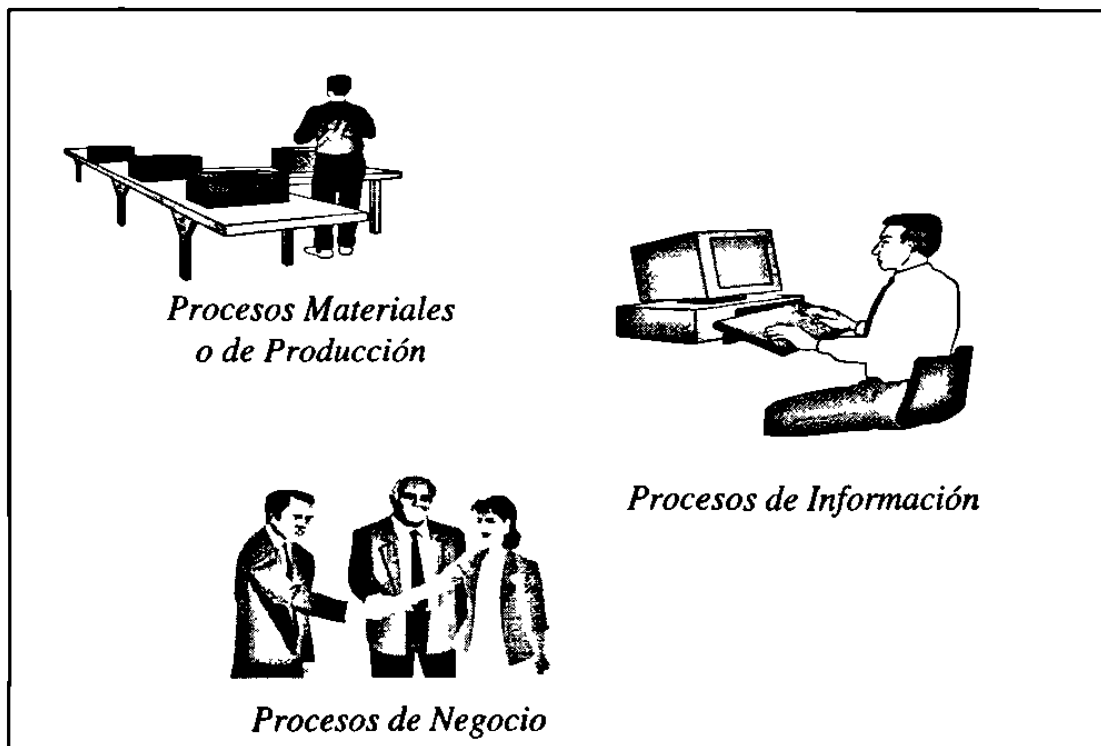 Procesos Materiales
o de Producción
Procesos de Información
Procesos de Negocio